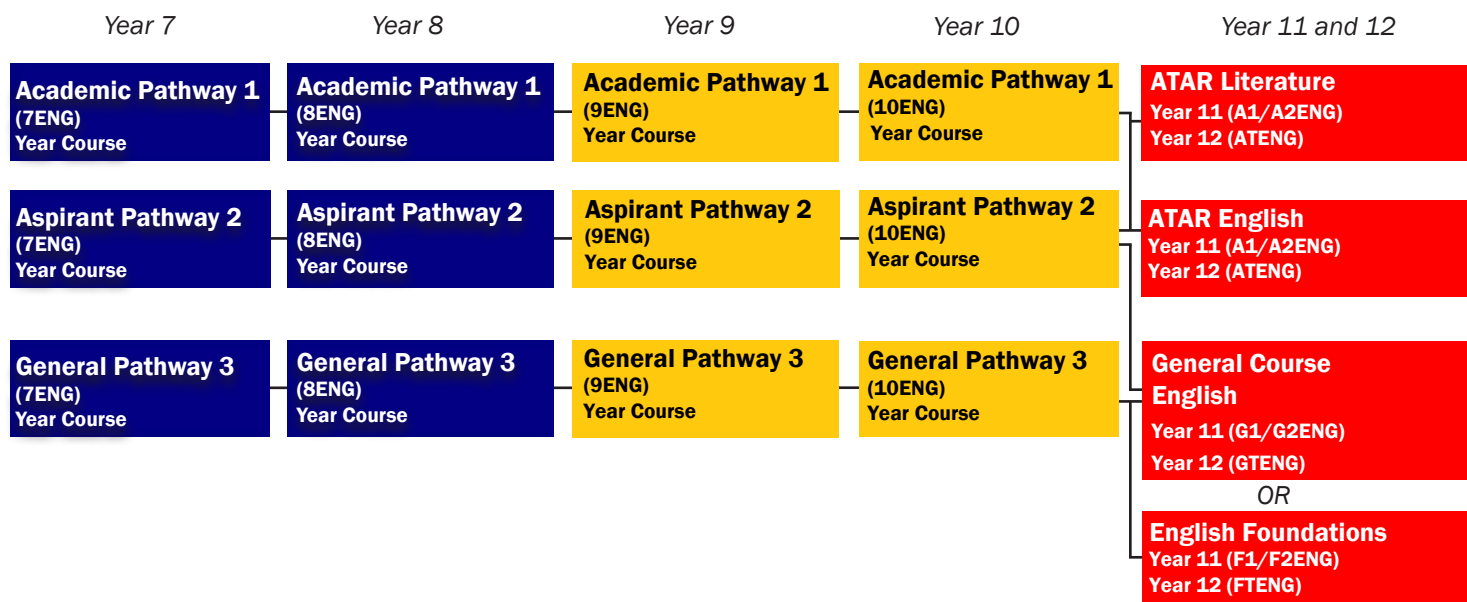 Year 7
Year 8
Year 9
Year 10
Year 11 and 12
Academic Pathway 1
(7ENG)
Year Course
Academic Pathway 1
(8ENG)
Year Course
Academic Pathway 1
(9ENG)
Year Course
Academic Pathway 1
(10ENG)
Year Course
ATAR Literature
Year 11 (A1/A2ENG)
Year 12 (ATENG)
Aspirant Pathway 2
(7ENG)
Year Course
Aspirant Pathway 2
(8ENG)
Year Course
Aspirant Pathway 2
(9ENG)
Year Course
Aspirant Pathway 2
(10ENG)
Year Course
ATAR English
Year 11 (A1/A2ENG)
Year 12 (ATENG)
General Pathway 3
(7ENG)
Year Course
General Pathway 3
(8ENG)
Year Course
General Pathway 3
(9ENG)
Year Course
General Pathway 3
(10ENG)
Year Course
General Course
English
Year 11 (G1/G2ENG)
Year 12 (GTENG)
OR
English Foundations
Year 11 (F1/F2ENG)
Year 12 (FTENG)